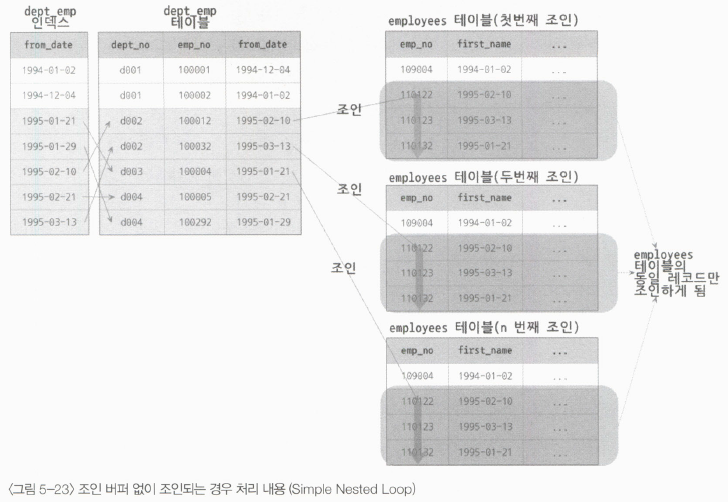 dept_emp
인덱스
from_date
1994-01-02
1994-12-04
1995-01-21
1995-01-29
1995-02-10
1995-02-21
1995-03-13
dept_emp
테이블
dept_no emp_no from_date
d001 100001 1994-12-04
d001 100002 1994-01-02
d002 100012 1995-02-10
d002 100032 1995-03-13
d003 100004 1995-01-21
d004 100005 1995-02-21
d004 100292 1995-01-29
조인
조인
조인
employees 테이블(첫번째 조인)
emp_no first_name ...
109004 1994-01-02 ...
110122 1995-02-10 ...
110123 1995-03-13 ...
110132 1995-01-21 ...
employees 테이블(두번째 조인)
emp_no first_name ...
109004 1994-01-02 ...
110122 1995-02-10 ...
110123 1995-03-13 ...
110132 1995-01-21 ...
employees 테이블(n 번째 조인)
emp_no first_name ...
109004 1994-01-02 ...
110122 1995-02-10 ...
110123 1995-03-13 ...
110132 1995-01-21 ...
employees
테이블의
동일 레코드만
조인하게 됨
〈그림 5-23〉 조인 버퍼 없이 조인되는 경우 처리 내용 (Simple Nested Loop)